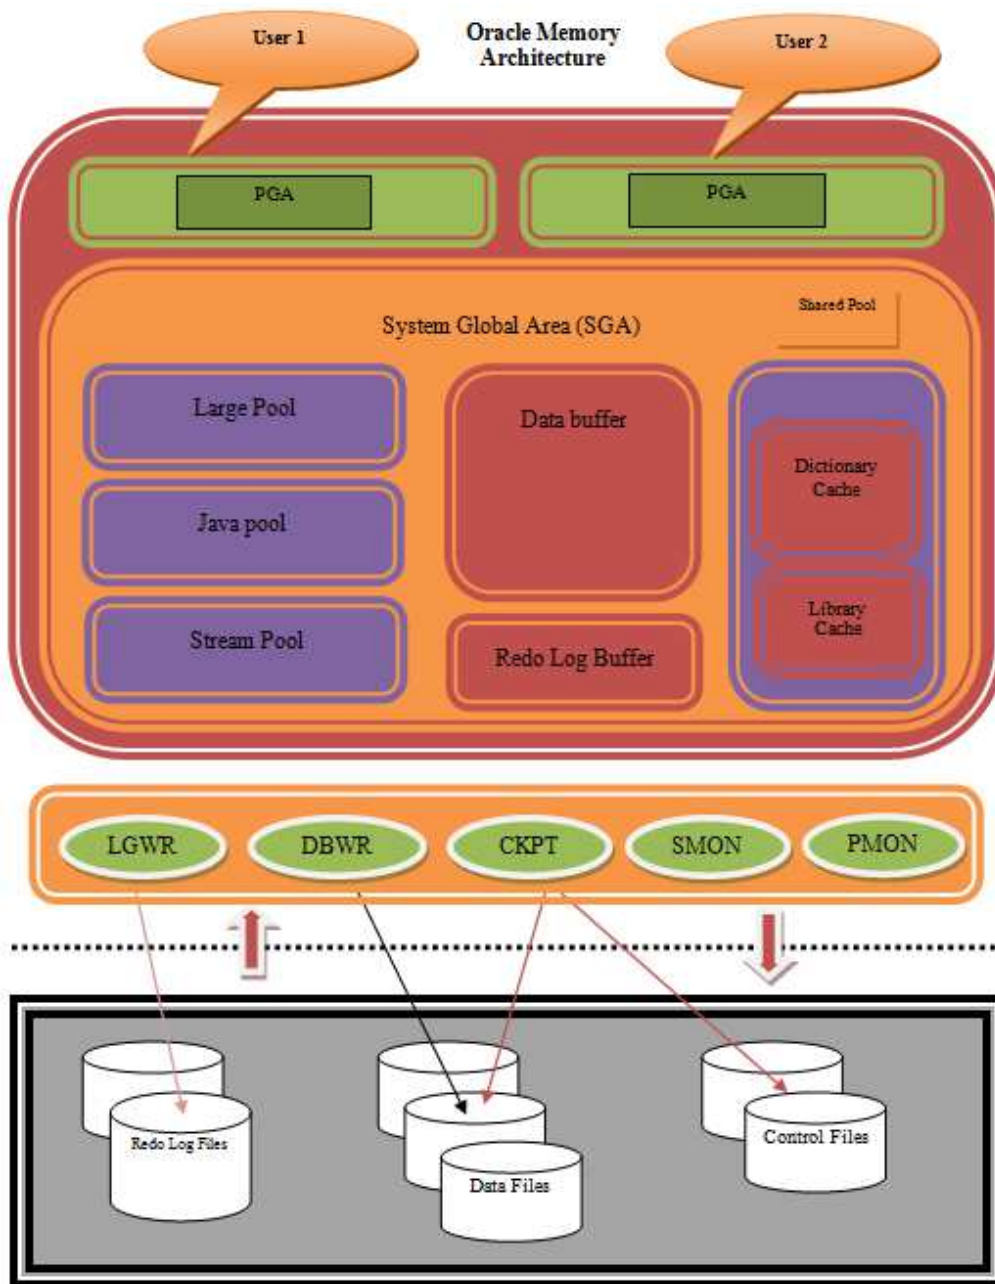 User 1
Oracle Memory
Architecture
User 2
PGA
PGA
Shared Pool
System Global Area (SGA)
Large Pool
Data buffer
Dictionary
Cache
Java pool
Library
Cache
Stream Pool
Redo Log Buffer
LGWR
DBWR
CKPT
SMON
PMON
Redo Log Files
Data Files
Control Files